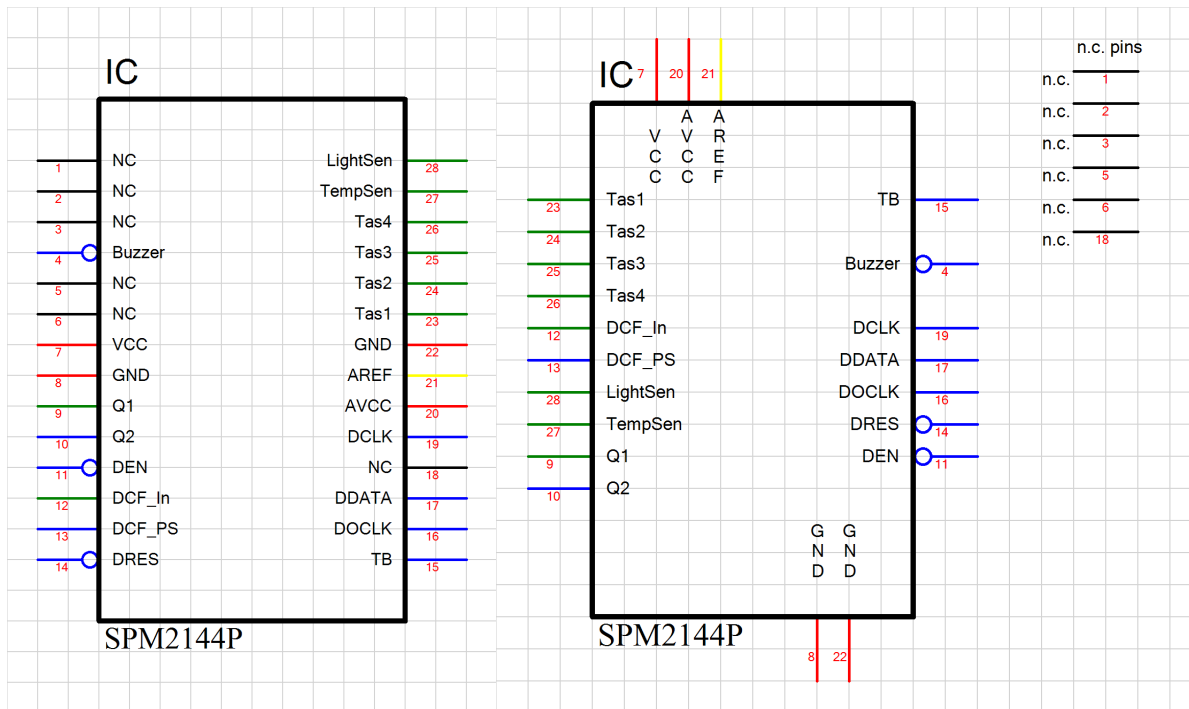 IC
1 NC LightSen 28
2 NC TempSen 27
3 NC Tas4 26
4 Buzzer Tas3 25
5 NC Tas2 24
6 NC Tas1 23
7 VCC GND 22
8 GND AREF 21
9 Q1 AVCC 20
10 Q2 DCLK 19
11 DEN NC 18
12 DCF_In DDATA 17
13 DCF_PS DOCLK 16
14 DRES TB 15
SPM2144P
IC
7 20 21
VCC AVCC AREF
23 Tas1 TB 15
24 Tas2
25 Tas3 Buzzer 4
26 Tas4
12 DCF_In DCLK 19
13 DCF_PS DDATA 17
28 LightSen DOCLK 16
27 TempSen DRES 14
9 Q1 DEN 11
10 Q2
GND GND
SPM2144P
8 22
n.c. pins
n.c. 1
n.c. 2
n.c. 3
n.c. 5
n.c. 6
n.c. 18